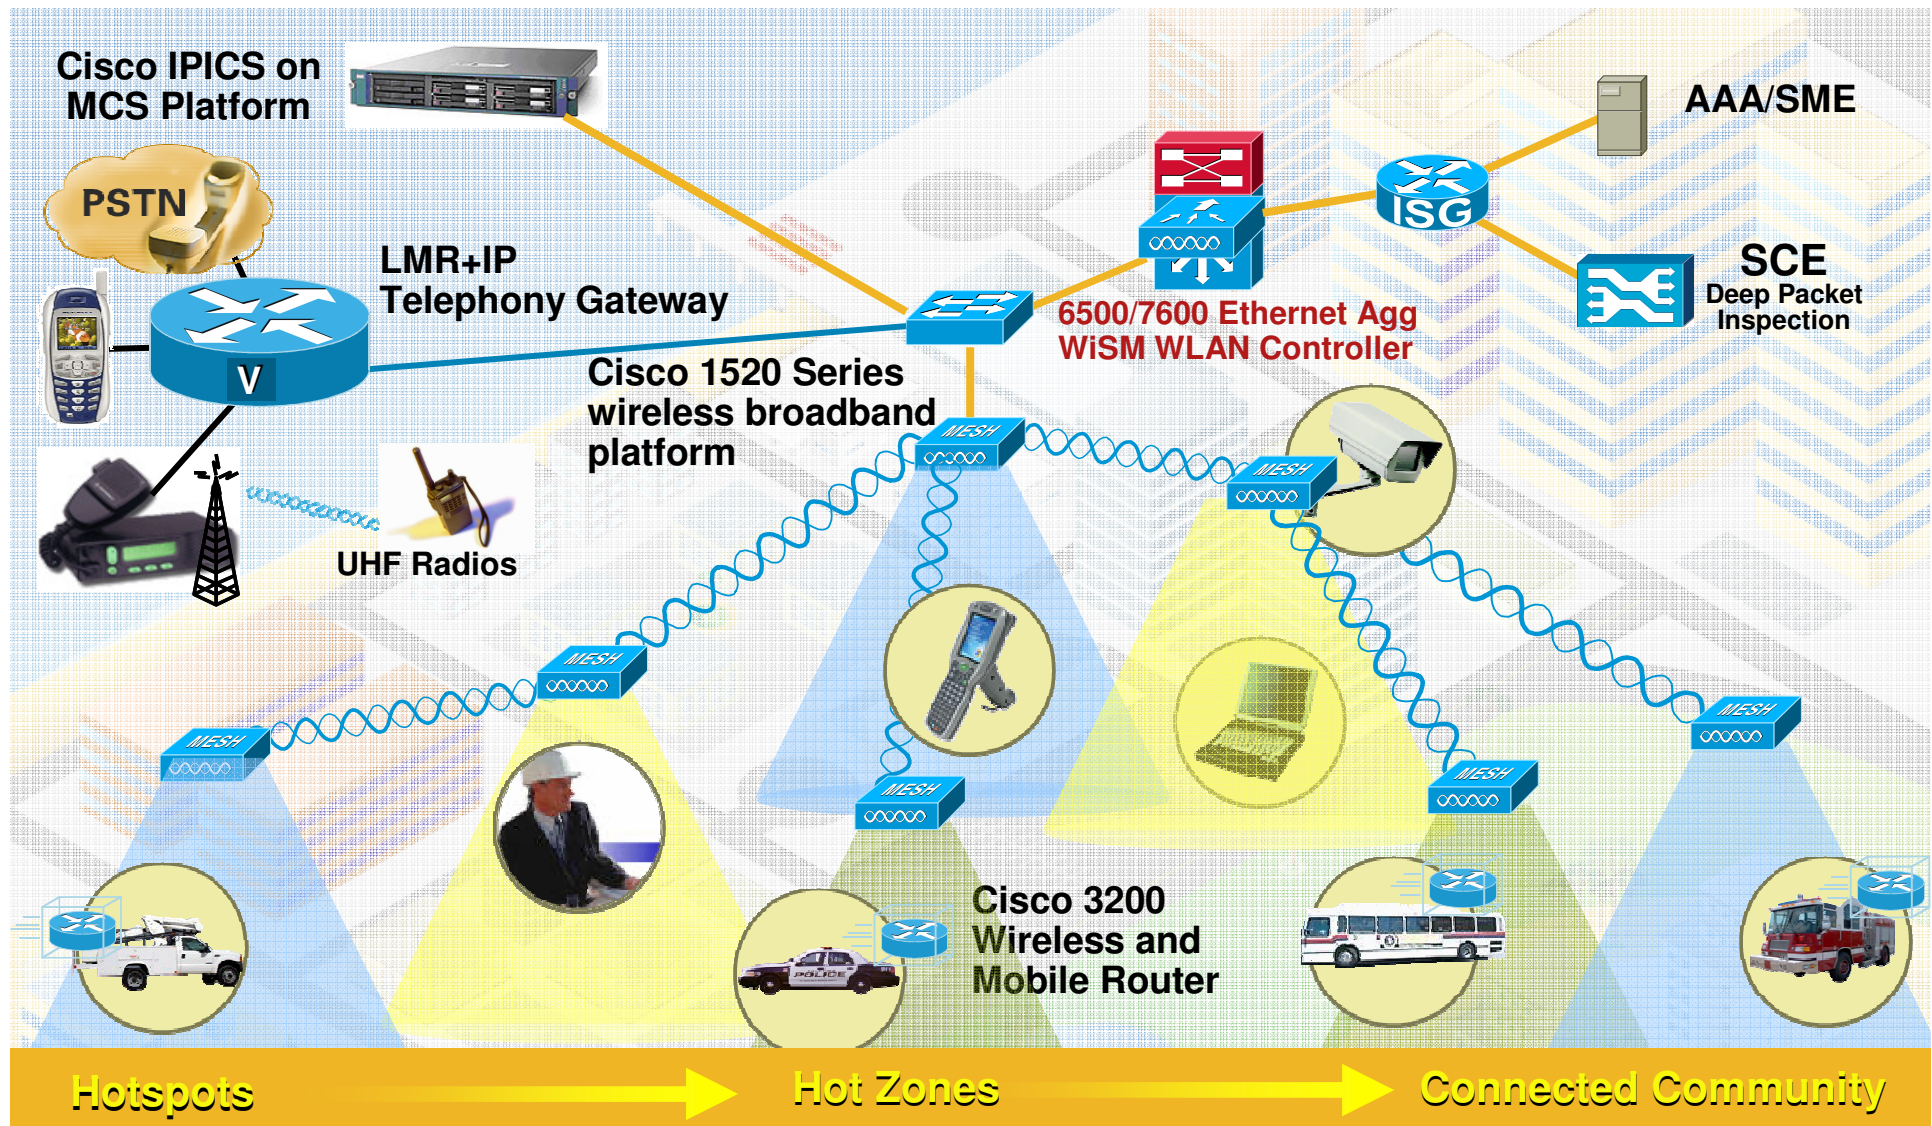 Cisco IPICS on
MCS Platform
AAA/SME
PSTN
ISG
LMR+IP
Telephony Gateway
SCE
Deep Packet
Inspection
6500/7600 Ethernet Agg
WiSM WLAN Controller
V
Cisco 1520 Series
wireless broadband
platform
MESH
MESH
UHF Radios
MESH
MESH
MESH
MESH
MESH
Cisco 3200
Wireless and
Mobile Router
POLICE
Hotspots
Hot Zones
Connected Community